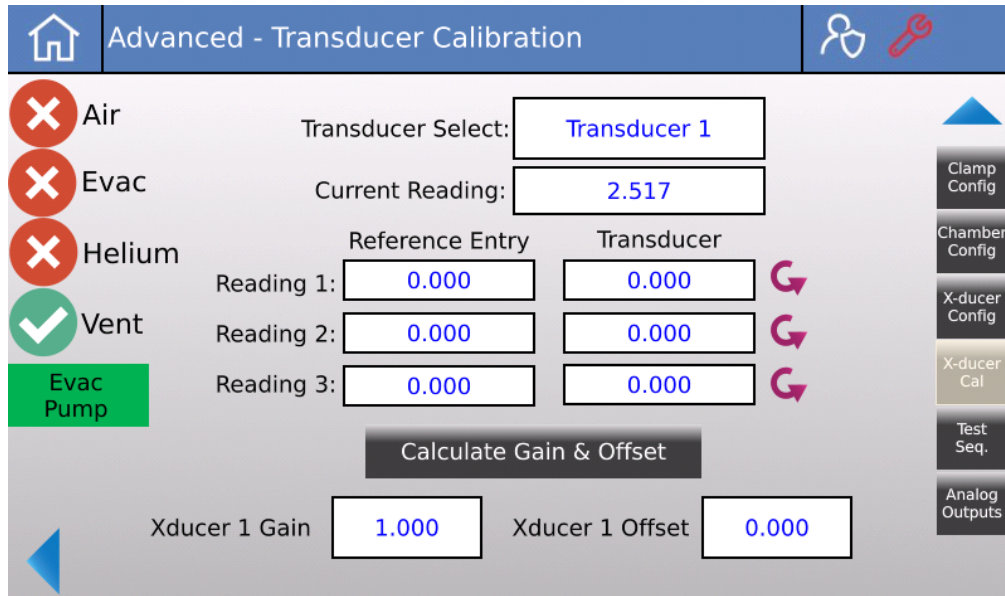 Advanced - Transducer Calibration
Air
Transducer Select: Transducer 1
Evac
Current Reading: 2.517
Clamp
Config
Helium
Reference Entry Transducer
Chamber
Config
Reading 1: 0.000 0.000
X-ducer
Config
Vent
Reading 2: 0.000 0.000
Evac
Pump
Reading 3: 0.000 0.000
X-ducer
Cal
Calculate Gain & Offset
Test
Seq.
Xducer 1 Gain 1.000 Xducer 1 Offset 0.000
Analog
Outputs